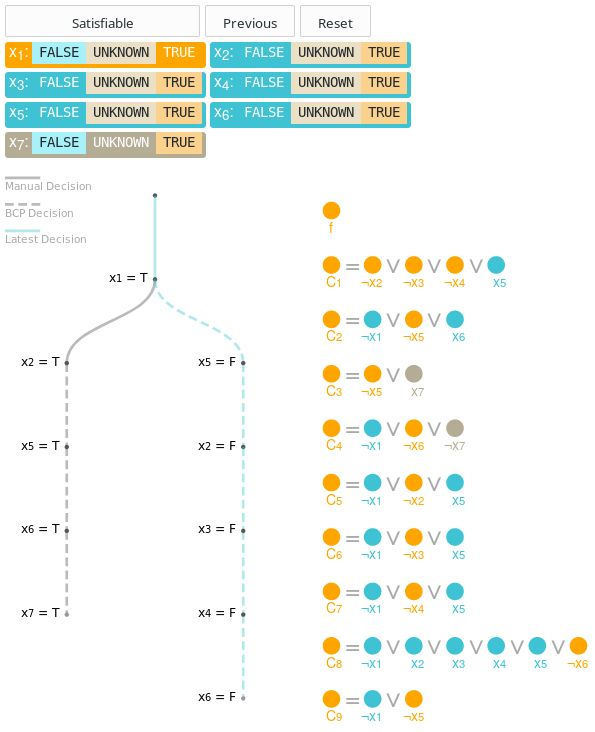 Satisfiable Previous Reset
x₁: FALSE UNKNOWN TRUE x₂: FALSE UNKNOWN TRUE
x₃: FALSE UNKNOWN TRUE x₄: FALSE UNKNOWN TRUE
x₅: FALSE UNKNOWN TRUE x₆: FALSE UNKNOWN TRUE
x₇: FALSE UNKNOWN TRUE
Manual Decision
BCP Decision
Latest Decision
x1 = T
x2 = T
x5 = T
x6 = T
x7 = T
x5 = F
x2 = F
x3 = F
x4 = F
x6 = F
f
= ∨ ∨ ∨
C₁ ¬X₂ ¬X₃ ¬X₄ X₅
= ∨ ∨
C₂ ¬X₁ ¬X₅ X₆
= ∨
C₃ ¬X₅ X₇
= ∨ ∨
C₄ ¬X₁ ¬X₆ ¬X₇
= ∨ ∨
C₅ ¬X₁ ¬X₂ X₅
= ∨ ∨
C₆ ¬X₁ ¬X₃ X₅
= ∨ ∨
C₇ ¬X₁ ¬X₄ X₅
= ∨ ∨ ∨ ∨ ∨
C₈ ¬X₁ X₂ X₃ X₄ X₅ ¬X₆
= ∨
C₉ ¬X₁ ¬X₅